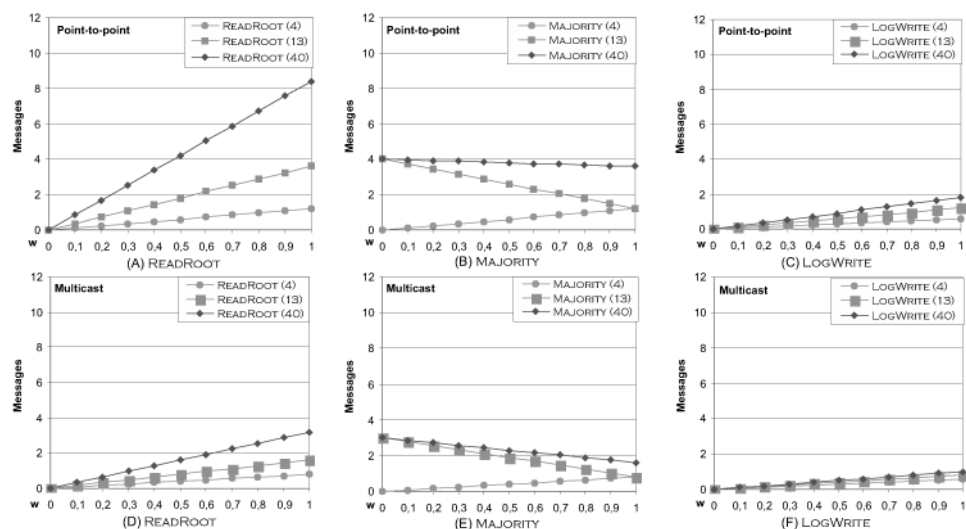 Point-to-point
READROOT (4)
READROOT (13)
READROOT (40)
12
10
8
6
4
2
0
Messages
w 0 0,1 0,2 0,3 0,4 0,5 0,6 0,7 0,8 0,9 1
(A) READROOT
Point-to-point
MAJORITY (4)
MAJORITY (13)
MAJORITY (40)
12
10
8
6
4
2
0
Messages
w 0 0,1 0,2 0,3 0,4 0,5 0,6 0,7 0,8 0,9 1
(B) MAJORITY
Point-to-point
LOGWRITE (4)
LOGWRITE (13)
LOGWRITE (40)
12
10
8
6
4
2
0
Messages
w 0 0,1 0,2 0,3 0,4 0,5 0,6 0,7 0,8 0,9 1
(C) LOGWRITE
Multicast
READROOT (4)
READROOT (13)
READROOT (40)
12
10
8
6
4
2
0
Messages
w 0 0,1 0,2 0,3 0,4 0,5 0,6 0,7 0,8 0,9 1
(D) READROOT
Multicast
MAJORITY (4)
MAJORITY (13)
MAJORITY (40)
12
10
8
6
4
2
0
Messages
w 0 0,1 0,2 0,3 0,4 0,5 0,6 0,7 0,8 0,9 1
(E) MAJORITY
Multicast
LOGWRITE (4)
LOGWRITE (13)
LOGWRITE (40)
12
10
8
6
4
2
0
Messages
w 0 0,1 0,2 0,3 0,4 0,5 0,6 0,7 0,8 0,9 1
(F) LOGWRITE